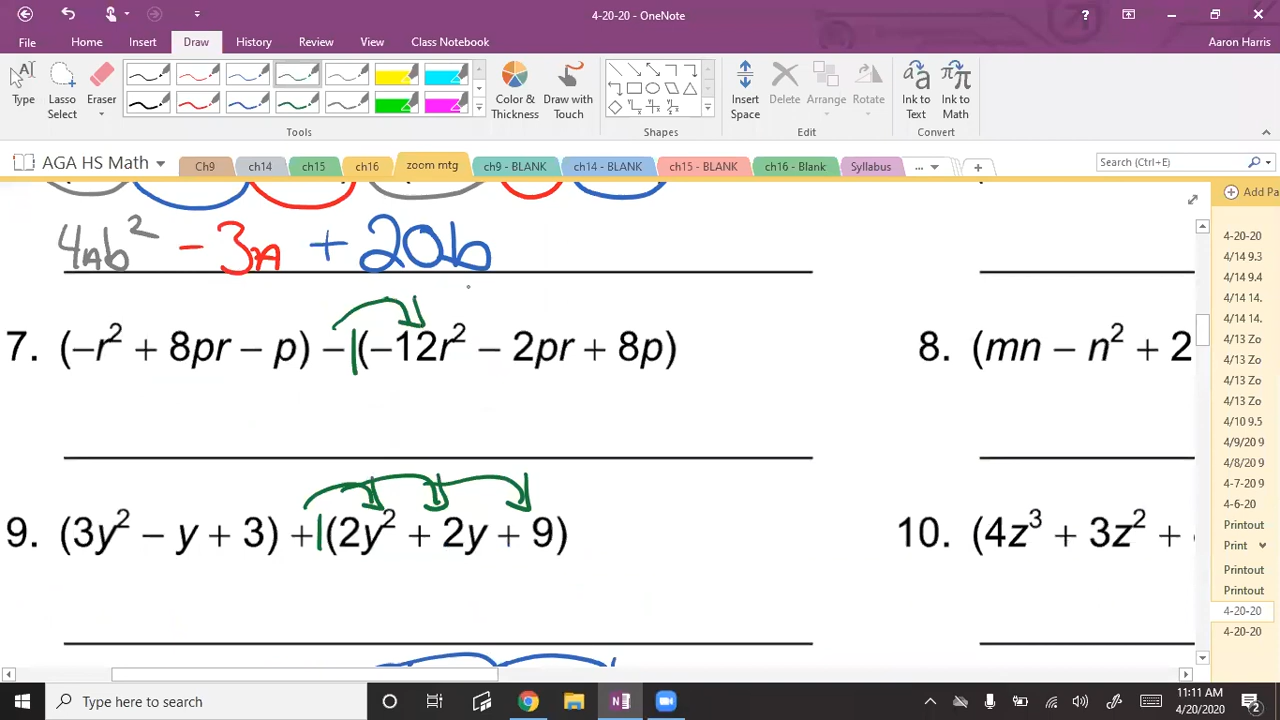 4-20-20 - OneNote
File Home Insert Draw History Review View Class Notebook Aaron Harris
Type Lasso Select Eraser Color & Thickness Draw with Touch Insert Space Delete Arrange Rotate Ink to Text Ink to Math
Tools Shapes Edit Convert
AGA HS Math Ch9 ch14 ch15 ch16 zoom mtg ch9 - BLANK ch14 - BLANK ch15 - BLANK ch16 - Blank Syllabus ... Search (Ctrl+E)
Add Pa
4Ab² - 3A + 20b
7. (–r² + 8pr – p) – 1(–12r² – 2pr + 8p)
8. (mn – n² + 2
9. (3y² – y + 3) + 1(2y² + 2y + 9)
10. (4z³ + 3z² +
4-20-20
4/14 9.3
4/14 9.4
4/14 14.
4/14 14.
4/13 Zo
4/13 Zo
4/13 Zo
4/13 Zo
4/10 9.5
4/9/20 9
4/8/20 9
4-7-20 9
4-6-20
Printout
Print
Printout
Printout
4-20-20
4-20-20
Type here to search
11:11 AM
4/20/2020
2